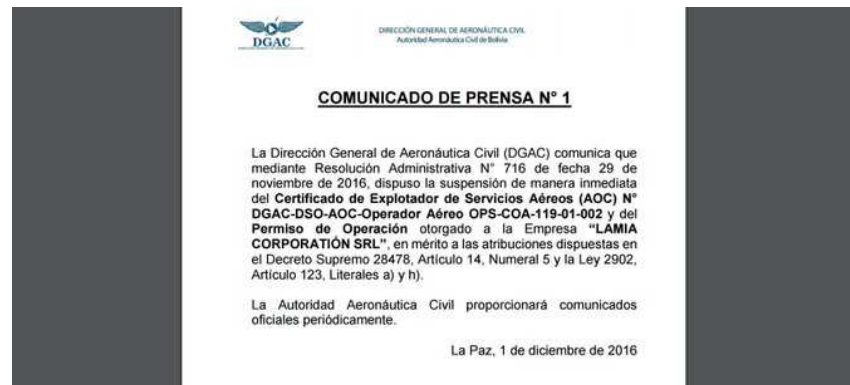 DGAC
DIRECCIÓN GENERAL DE AERONÁUTICA CIVIL
Autoridad Aeronáutica Civil de Bolivia
COMUNICADO DE PRENSA N° 1
La Dirección General de Aeronáutica Civil (DGAC) comunica que
mediante Resolución Administrativa N° 716 de fecha 29 de
noviembre de 2016, dispuso la suspensión de manera inmediata
del Certificado de Explotador de Servicios Aéreos (AOC) N°
DGAC-DSO-AOC-Operador Aéreo OPS-COA-119-01-002 y del
Permiso de Operación otorgado a la Empresa “LAMIA
CORPORATIÓN SRL”, en mérito a las atribuciones dispuestas en
el Decreto Supremo 28478, Artículo 14, Numeral 5 y la Ley 2902,
Artículo 123, Literales a) y h).
La Autoridad Aeronáutica Civil proporcionará comunicados
oficiales periódicamente.
La Paz, 1 de diciembre de 2016